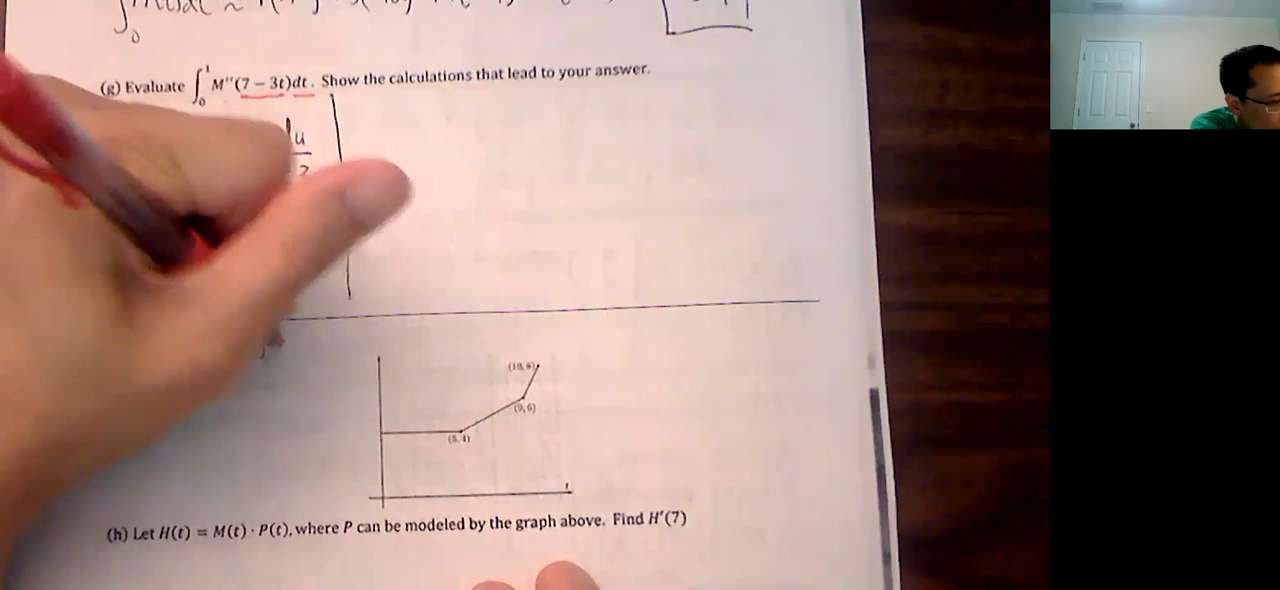 (g) Evaluate ∫₀¹ M''(7 − 3t)dt. Show the calculations that lead to your answer.
du
(10, 8)
(9, 6)
(5, 4)
t
(h) Let H(t) = M(t) · P(t), where P can be modeled by the graph above. Find H'(7)